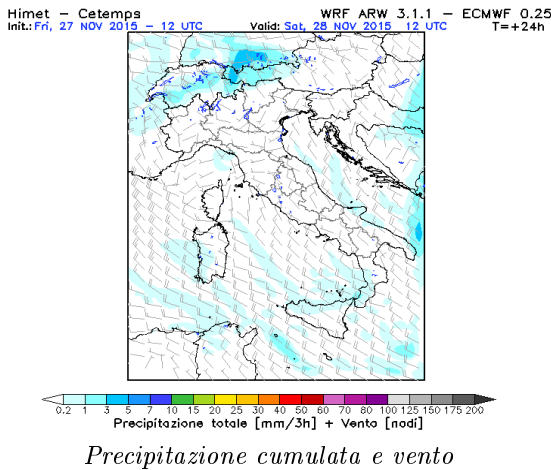 Himet – Cetemps WRF ARW 3.1.1 – ECMWF 0.25
Init.: Fri, 27 NOV 2015 – 12 UTC Valid: Sat, 28 NOV 2015 12 UTC T=+24h
0.2 1 3 5 7 10 15 20 25 30 40 50 60 70 80 100 125 150 175 200
Precipitazione totale [mm/3h] + Vento [nodi]
Precipitazione cumulata e vento